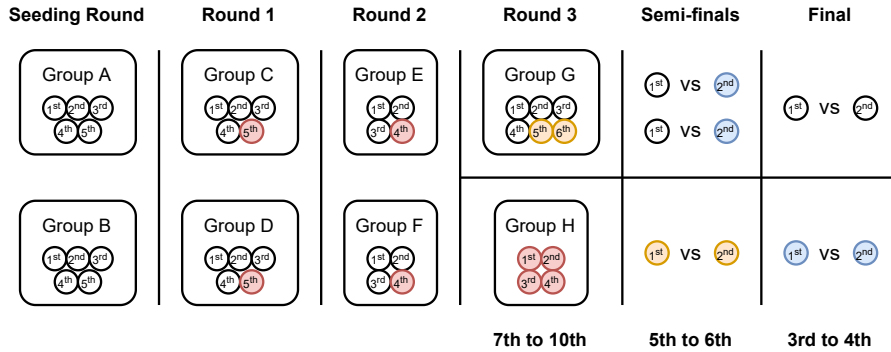 Seeding Round Round 1 Round 2 Round 3 Semi-finals Final
Group A Group C Group E Group G
1st 2nd 3rd 1st 2nd 3rd 1st 2nd 1st 2nd 3rd
4th 5th 4th 5th 3rd 4th 4th 5th 6th
1st vs 2nd
1st vs 2nd
1st vs 2nd
Group B Group D Group F Group H
1st 2nd 3rd 1st 2nd 3rd 1st 2nd 1st 2nd
4th 5th 4th 5th 3rd 4th 3rd 4th
1st vs 2nd 1st vs 2nd
7th to 10th 5th to 6th 3rd to 4th